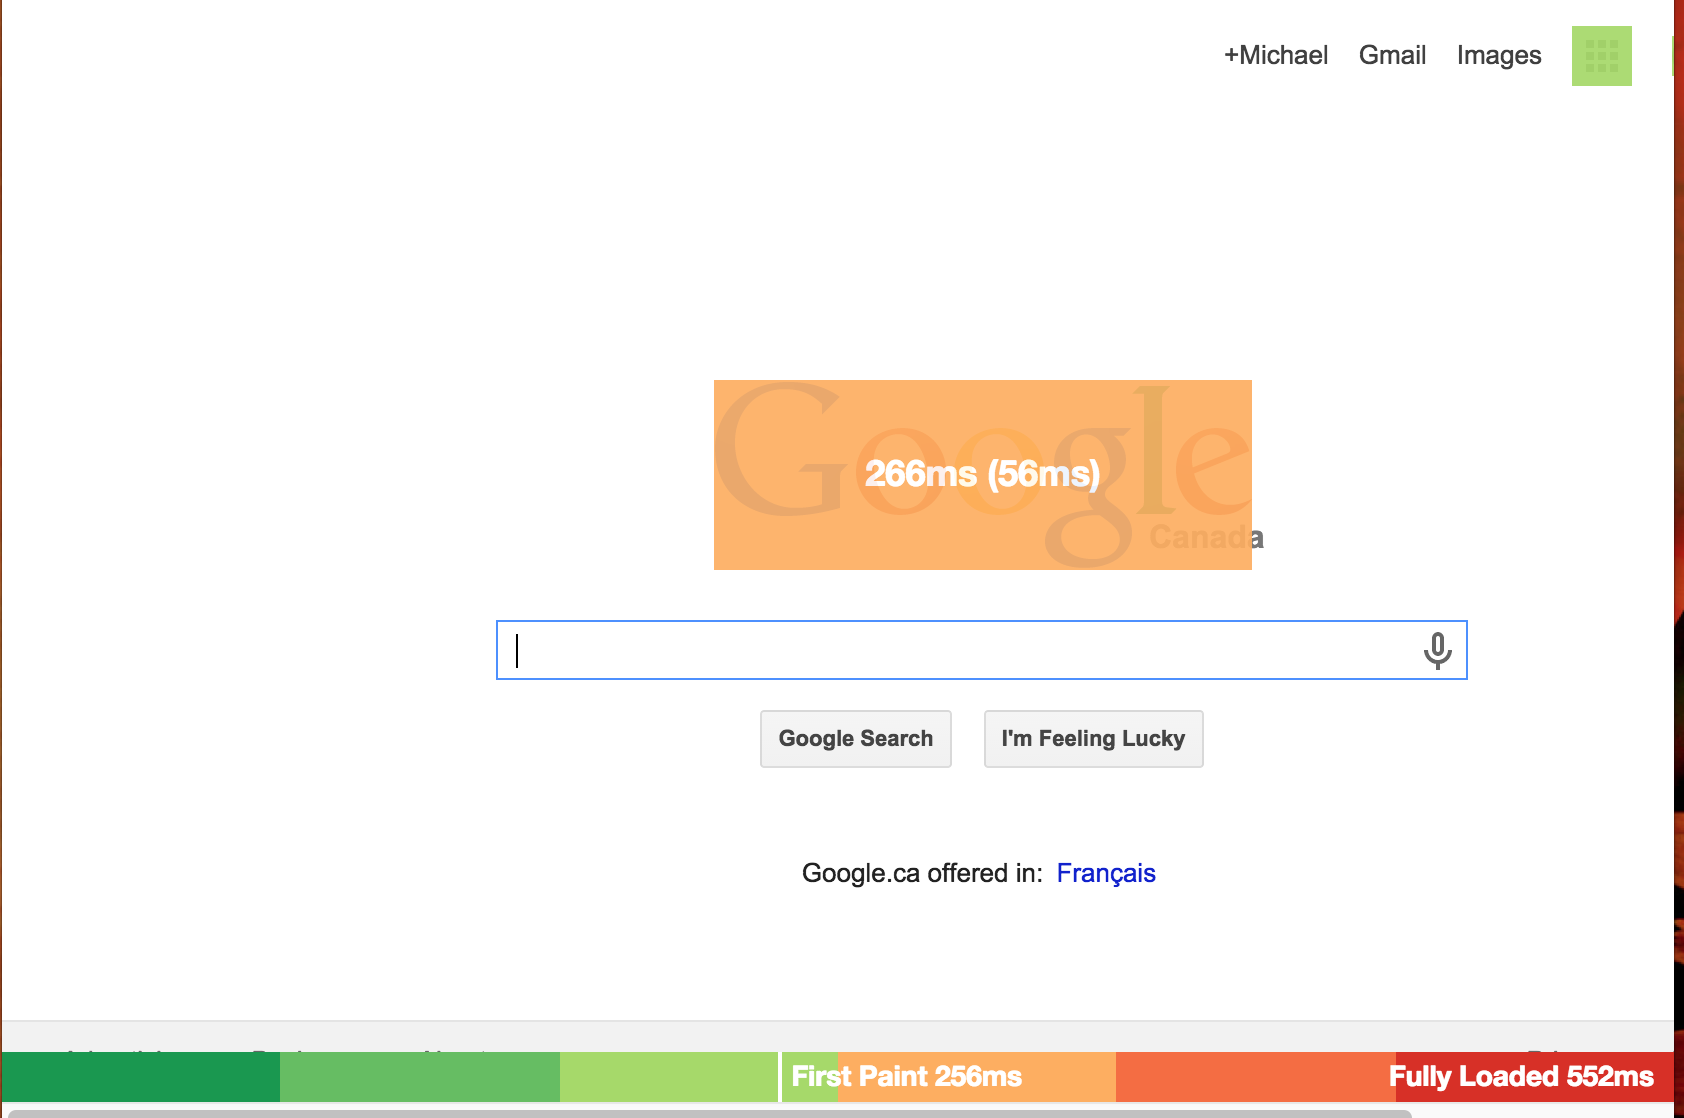 +Michael Gmail Images
Google
266ms (56ms)
Canada
Google Search I'm Feeling Lucky
Google.ca offered in: Français
First Paint 256ms Fully Loaded 552ms